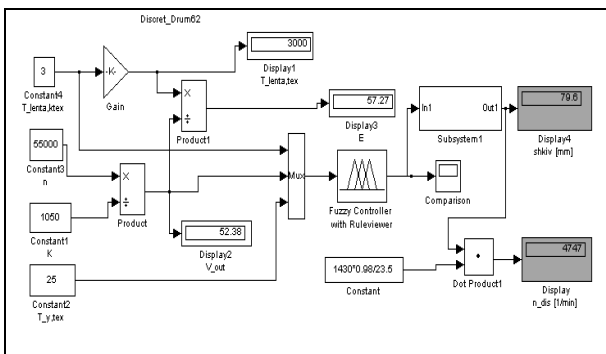 Discret_Drum62
3
Constant4
T_lenta,ktex
-K-
Gain
3000
Display1
T_lenta,tex
×
÷
Product1
57.27
Display3
E
55000
Constant3
n
×
÷
Product
1050
Constant1
K
52.38
Display2
V_out
25
Constant2
T_y,tex
Mux
Fuzzy Controller
with Ruleviewer
Comparison
In1
Out1
Subsystem1
79.6
Display4
shkiv [mm]
1430*0.98/23.5
Constant
Dot Product1
4747
Display
n_dis [1/min]